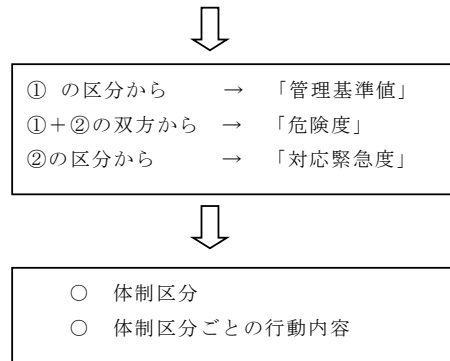 ① の区分から → 「管理基準値」
①＋②の双方から → 「危険度」
②の区分から → 「対応緊急度」
○ 体制区分
○ 体制区分ごとの行動内容